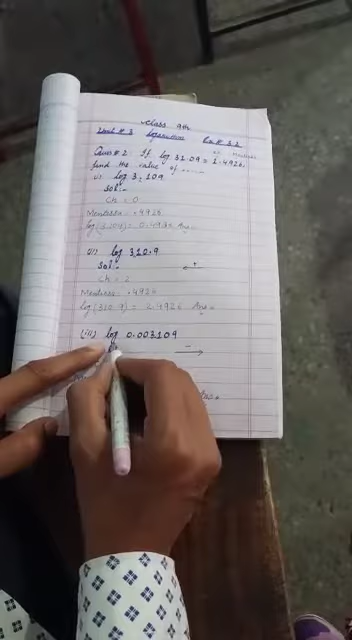 Class 9th
Unit # 3 logarithm Ex # 3.2
Ques # 2 If log 31.09 = 1.4926,
find the value of ......
(i) log 3.109
Sol:-
Ch = 0
Mantissa = .4926
log(3.109) = 0.4926 Ans
(ii) log 310.9
Sol:-
Ch = 2
Mantissa = .4926
log(310.9) = 2.4926 Ans
(iii) log 0.003109